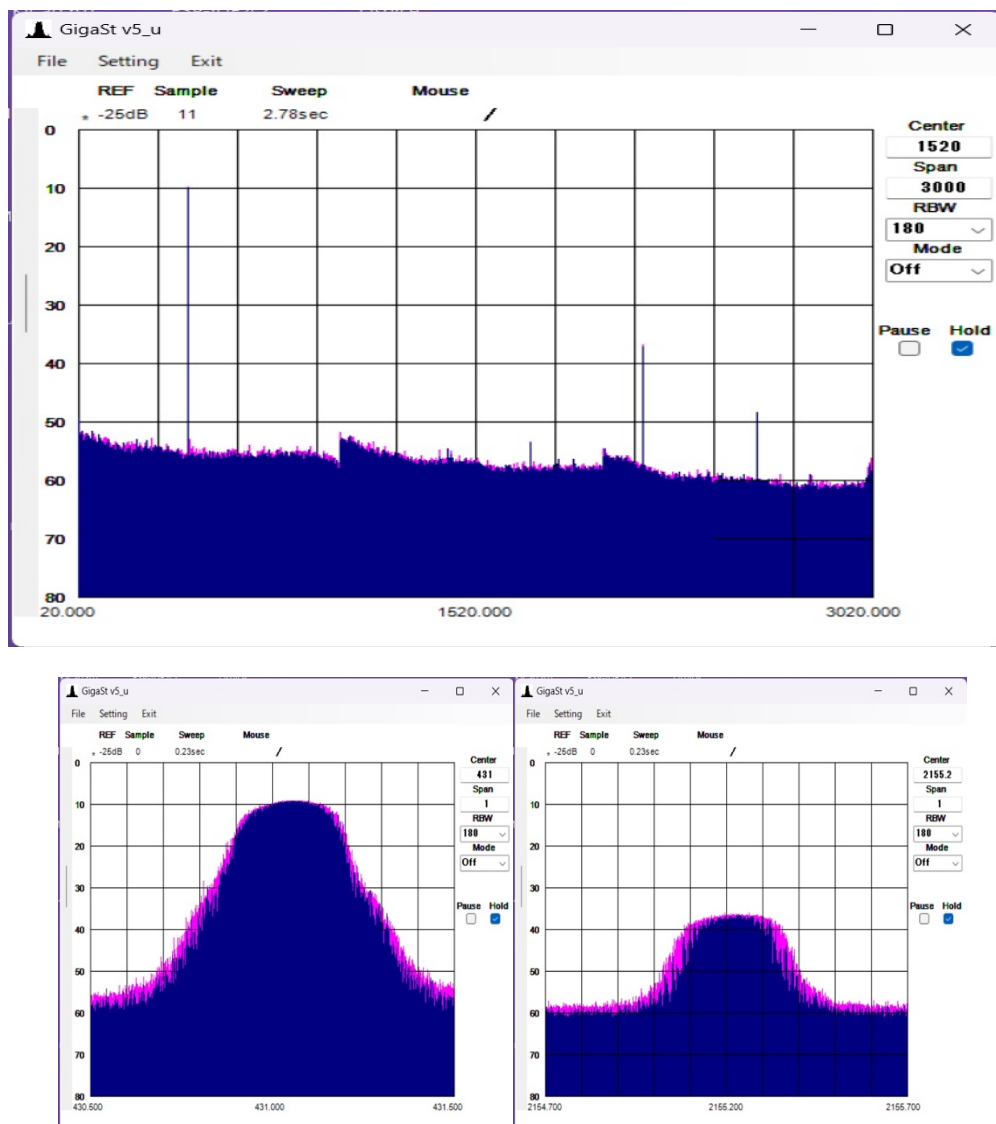 GigaSt v5_u
File Setting Exit
REF Sample Sweep Mouse
* -25dB 11 2.78sec /
0
10
20
30
40
50
60
70
80
20.000 1520.000 3020.000
Center
1520
Span
3000
RBW
180
Mode
Off
Pause Hold
GigaSt v5_u
File Setting Exit
REF Sample Sweep Mouse
* -25dB 0 0.23sec /
0
10
20
30
40
50
60
70
80
430.500 431.000 431.500
Center
431
Span
1
RBW
180
Mode
Off
Pause Hold
GigaSt v5_u
File Setting Exit
REF Sample Sweep Mouse
* -25dB 0 0.23sec /
0
10
20
30
40
50
60
70
80
2154.700 2155.200 2155.700
Center
2155.2
Span
1
RBW
180
Mode
Off
Pause Hold